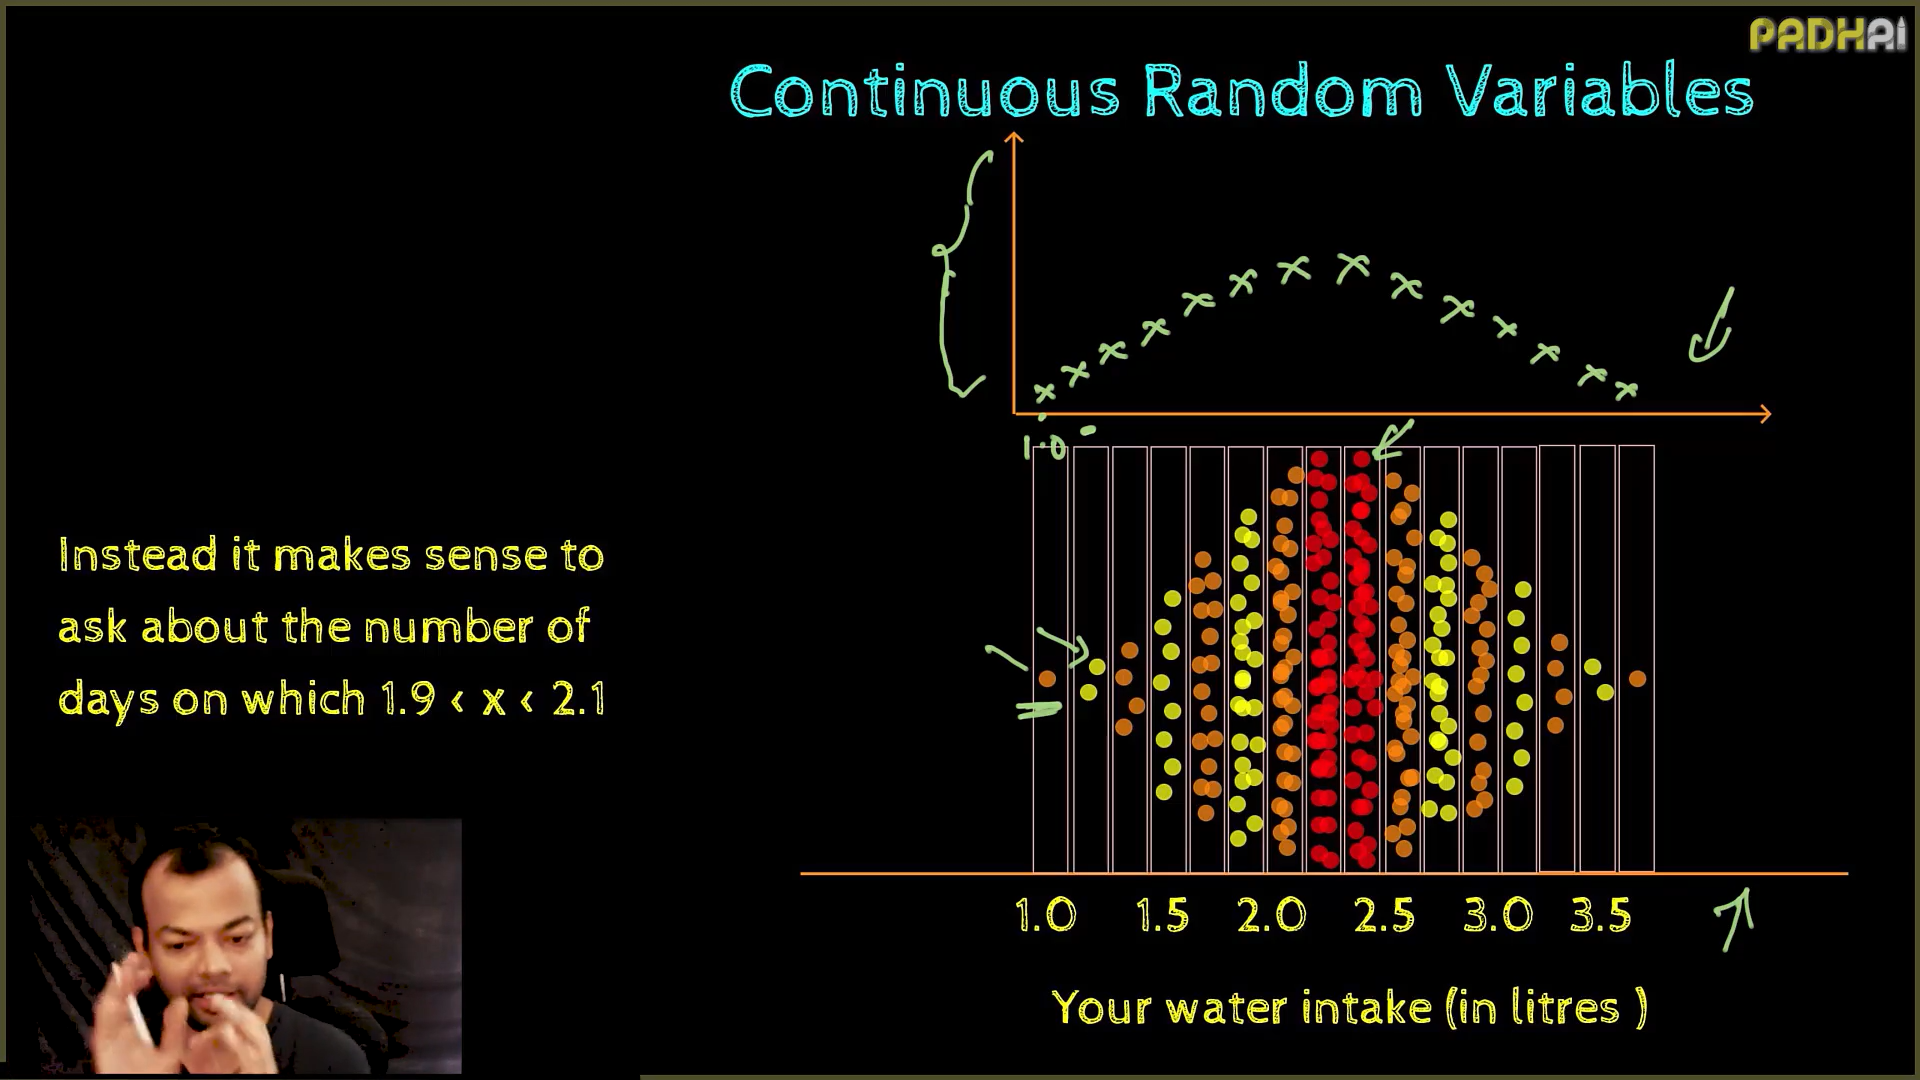 PADHAI
Continuous Random Variables
1.0
Instead it makes sense to
ask about the number of
days on which 1.9 < x < 2.1
1.0 1.5 2.0 2.5 3.0 3.5
Your water intake (in litres )